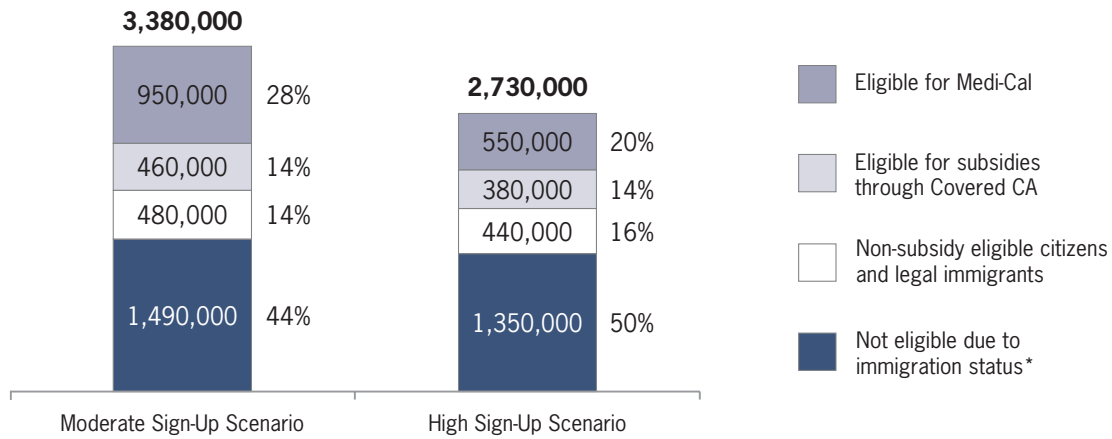 3,380,000
950,000 28%
460,000 14%
480,000 14%
1,490,000 44%
Moderate Sign-Up Scenario
2,730,000
550,000 20%
380,000 14%
440,000 16%
1,350,000 50%
High Sign-Up Scenario
Eligible for Medi-Cal
Eligible for subsidies
through Covered CA
Non-subsidy eligible citizens
and legal immigrants
Not eligible due to
immigration status*